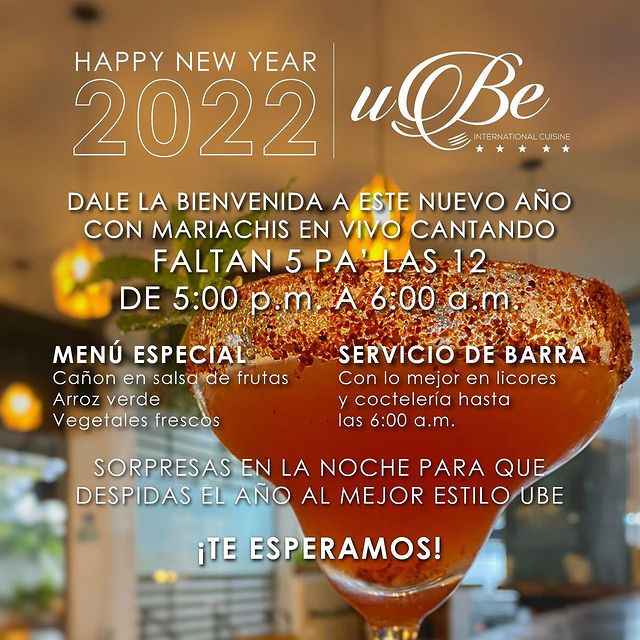 HAPPY NEW YEAR
2022
uBe
INTERNATIONAL CUISINE
DALE LA BIENVENIDA A ESTE NUEVO AÑO
CON MARIACHIS EN VIVO CANTANDO
FALTAN 5 PA' LAS 12
DE 5:00 p.m. A 6:00 a.m.
MENÚ ESPECIAL
Cañon en salsa de frutas
Arroz verde
Vegetales frescos
SERVICIO DE BARRA
Con lo mejor en licores
y coctelería hasta
las 6:00 a.m.
SORPRESAS EN LA NOCHE PARA QUE
DESPIDAS EL AÑO AL MEJOR ESTILO UBE
¡TE ESPERAMOS!